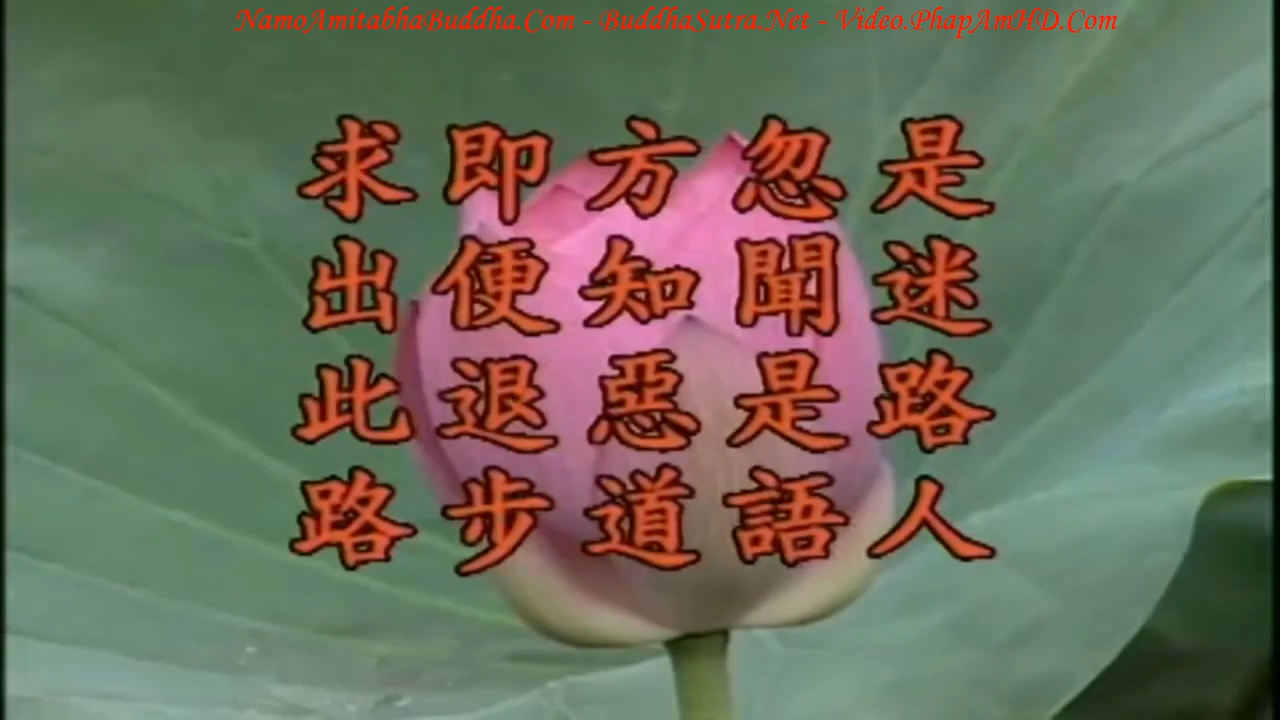 NamoAmitabhaBuddha.Com - BuddhaSutra.Net - Video.PhapAmHD.Com
是迷路人
忽聞是語
方知惡道
即便退步
求出此路